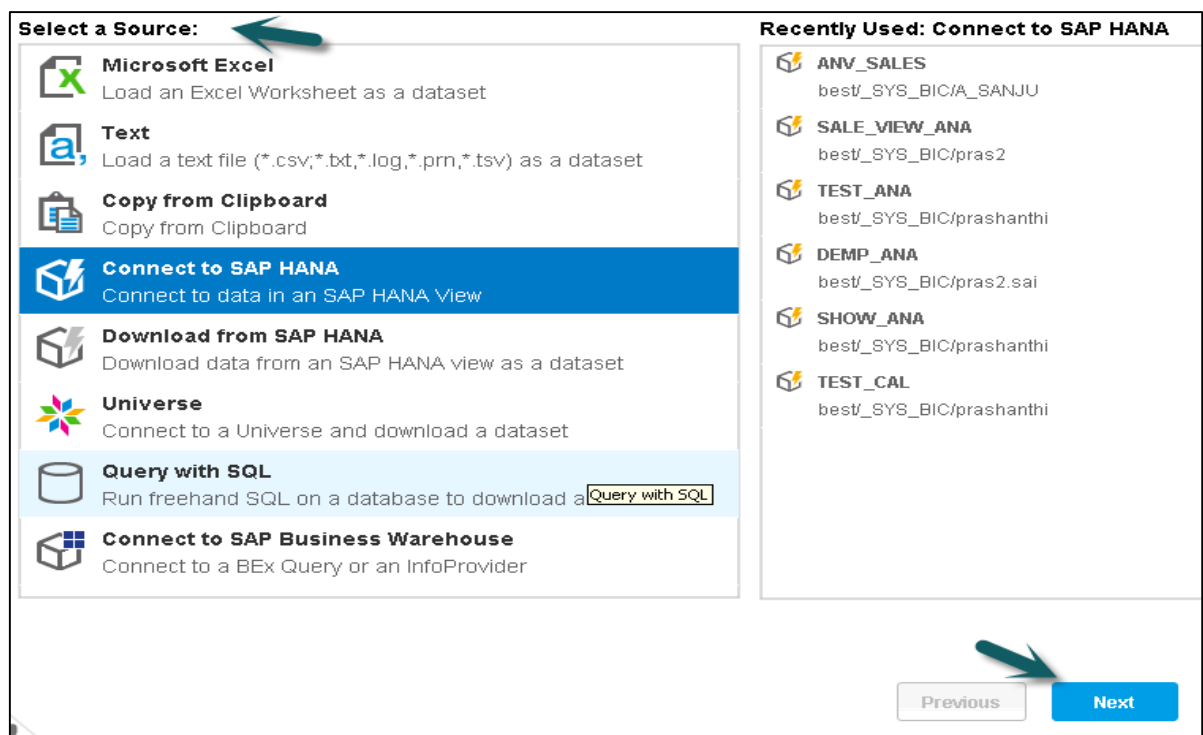 Select a Source:
Microsoft Excel
Load an Excel Worksheet as a dataset
Text
Load a text file (*.csv;*.txt,*.log,*.prn,*.tsv) as a dataset
Copy from Clipboard
Copy from Clipboard
Connect to SAP HANA
Connect to data in an SAP HANA View
Download from SAP HANA
Download data from an SAP HANA view as a dataset
Universe
Connect to a Universe and download a dataset
Query with SQL
Run freehand SQL on a database to download a
Query with SQL
Connect to SAP Business Warehouse
Connect to a BEx Query or an InfoProvider
Recently Used: Connect to SAP HANA
ANV_SALES
best/_SYS_BIC/A_SANJU
SALE_VIEW_ANA
best/_SYS_BIC/pras2
TEST_ANA
best/_SYS_BIC/prashanthi
DEMP_ANA
best/_SYS_BIC/pras2.sai
SHOW_ANA
best/_SYS_BIC/prashanthi
TEST_CAL
best/_SYS_BIC/prashanthi
Previous
Next